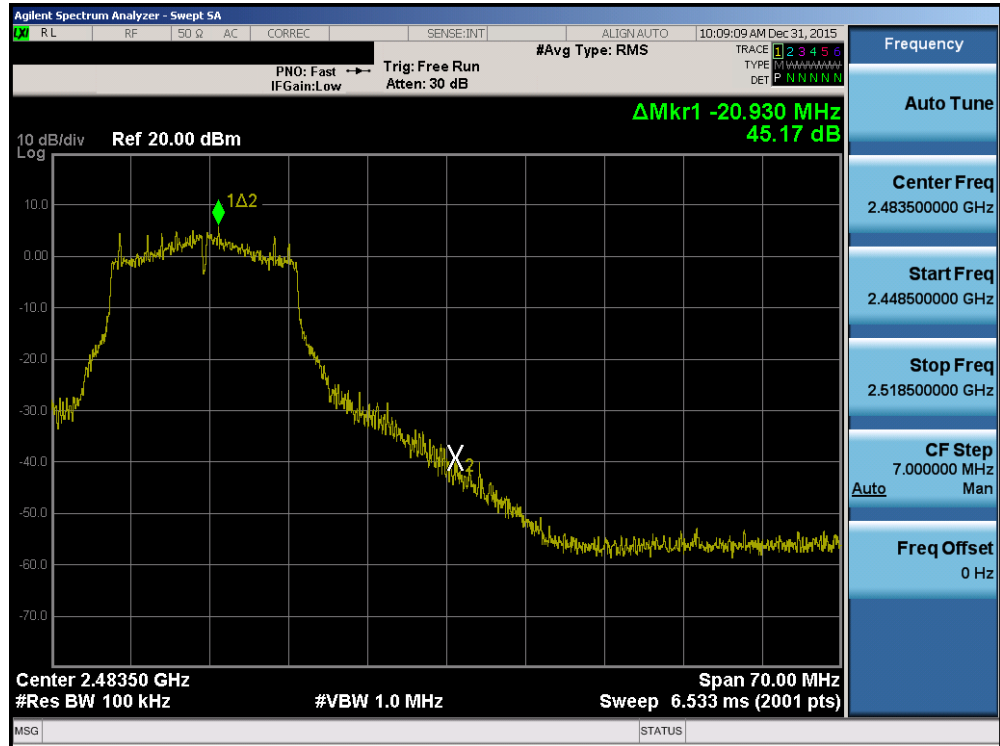 Agilent Spectrum Analyzer - Swept SA
LXI RL RF 50 Ω AC CORREC SENSE:INT ALIGN AUTO 10:09:09 AM Dec 31, 2015
#Avg Type: RMS TRACE 1 2 3 4 5 6
PNO: Fast Trig: Free Run TYPE M WWWWW
IFGain:Low Atten: 30 dB DET P N N N N N
ΔMkr1 -20.930 MHz
45.17 dB
10 dB/div Ref 20.00 dBm
Log
1Δ2
10.0
0.00
-10.0
-20.0
-30.0
-40.0
2
-50.0
-60.0
-70.0
Center 2.48350 GHz Span 70.00 MHz
#Res BW 100 kHz #VBW 1.0 MHz Sweep 6.533 ms (2001 pts)
MSG STATUS
Frequency
Auto Tune
Center Freq
2.483500000 GHz
Start Freq
2.448500000 GHz
Stop Freq
2.518500000 GHz
CF Step
7.000000 MHz
Auto Man
Freq Offset
0 Hz